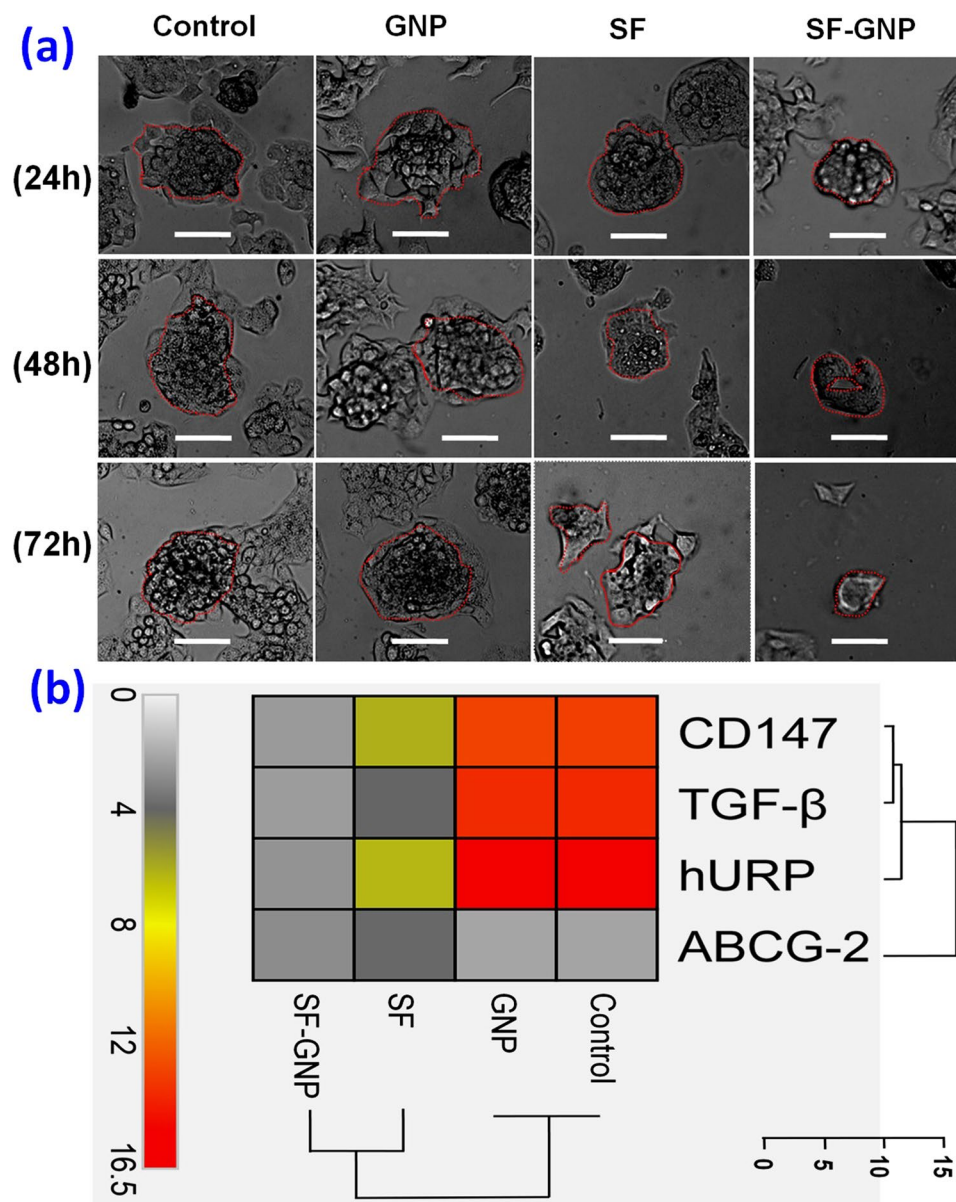 (a)
Control GNP SF SF-GNP
(24h)
(48h)
(72h)
(b)
0
4
8
12
16.5
CD147
TGF-β
hURP
ABCG-2
SF-GNP
SF
GNP
Control
0 5 10 15